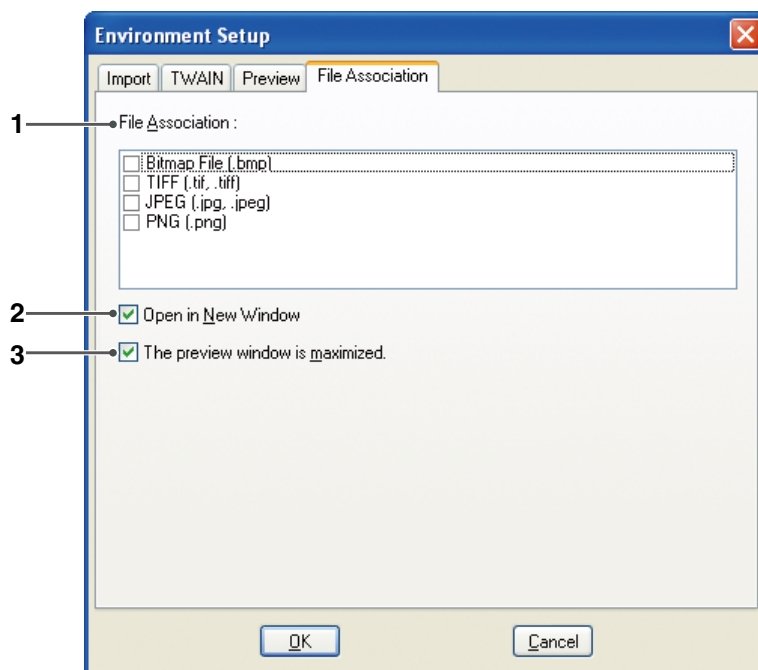 Environment Setup
Import TWAIN Preview File Association
1 File Association :
Bitmap File (.bmp)
TIFF (.tif, .tiff)
JPEG (.jpg, .jpeg)
PNG (.png)
2 Open in New Window
3 The preview window is maximized.
OK Cancel